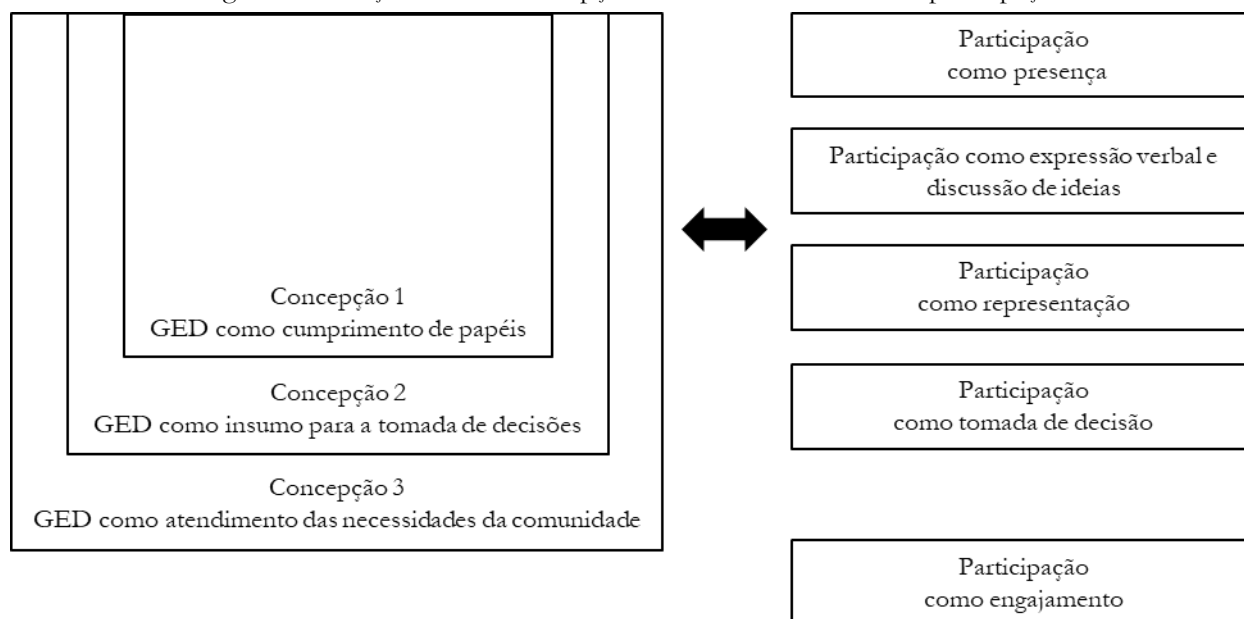 Concepção 1
GED como cumprimento de papéis
Concepção 2
GED como insumo para a tomada de decisões
Concepção 3
GED como atendimento das necessidades da comunidade
Participação
como presença
Participação como expressão verbal e
discussão de ideias
Participação
como representação
Participação
como tomada de decisão
Participação
como engajamento